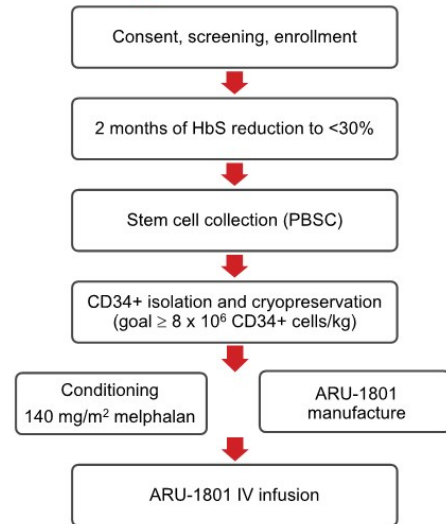 Consent, screening, enrollment
2 months of HbS reduction to <30%
Stem cell collection (PBSC)
CD34+ isolation and cryopreservation
(goal ≥ 8 x 10⁶ CD34+ cells/kg)
Conditioning
140 mg/m² melphalan
ARU-1801
manufacture
ARU-1801 IV infusion